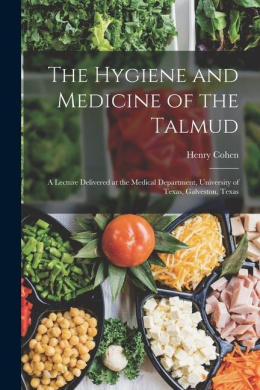 The Hygiene and
Medicine of the
Talmud
Henry Cohen
A Lecture Delivered at the Medical Department, University of
Texas, Galveston, Texas